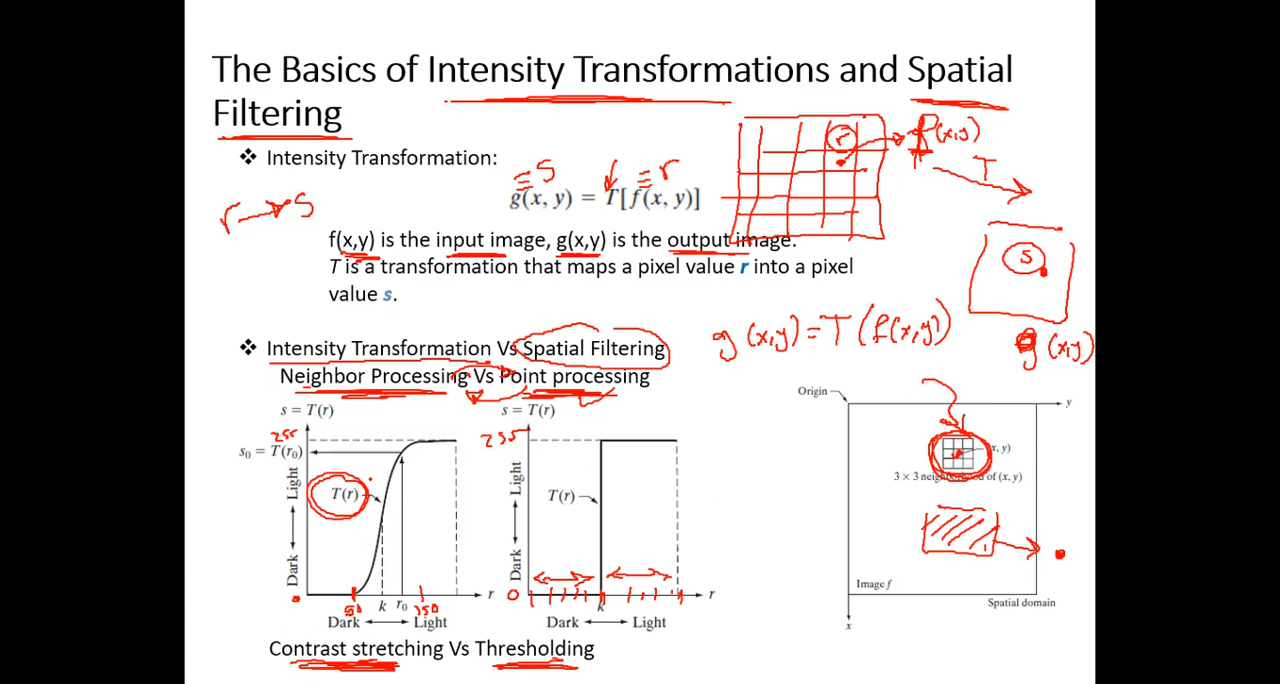 The Basics of Intensity Transformations and Spatial
Filtering
❖ Intensity Transformation:
f(x,y)
r
T
S
r
r → S
g(x, y) = T[f(x, y)]
f(x,y) is the input image, g(x,y) is the output image.
T is a transformation that maps a pixel value r into a pixel
value s.
S
g (x,y) = T (f(x,y))
g (x,y)
❖ Intensity Transformation Vs Spatial Filtering
Neighbor Processing Vs Point processing
s = T(r)
255
s₀ = T(r₀)
T(r)
Dark
Light
50
k
r₀
150
r
Dark
Light
s = T(r)
255
T(r)
Dark
Light
0
k
r
Dark
Light
Contrast stretching Vs Thresholding
Origin
y
(x, y)
3 × 3 neighborhood of (x, y)
Image f
Spatial domain
x